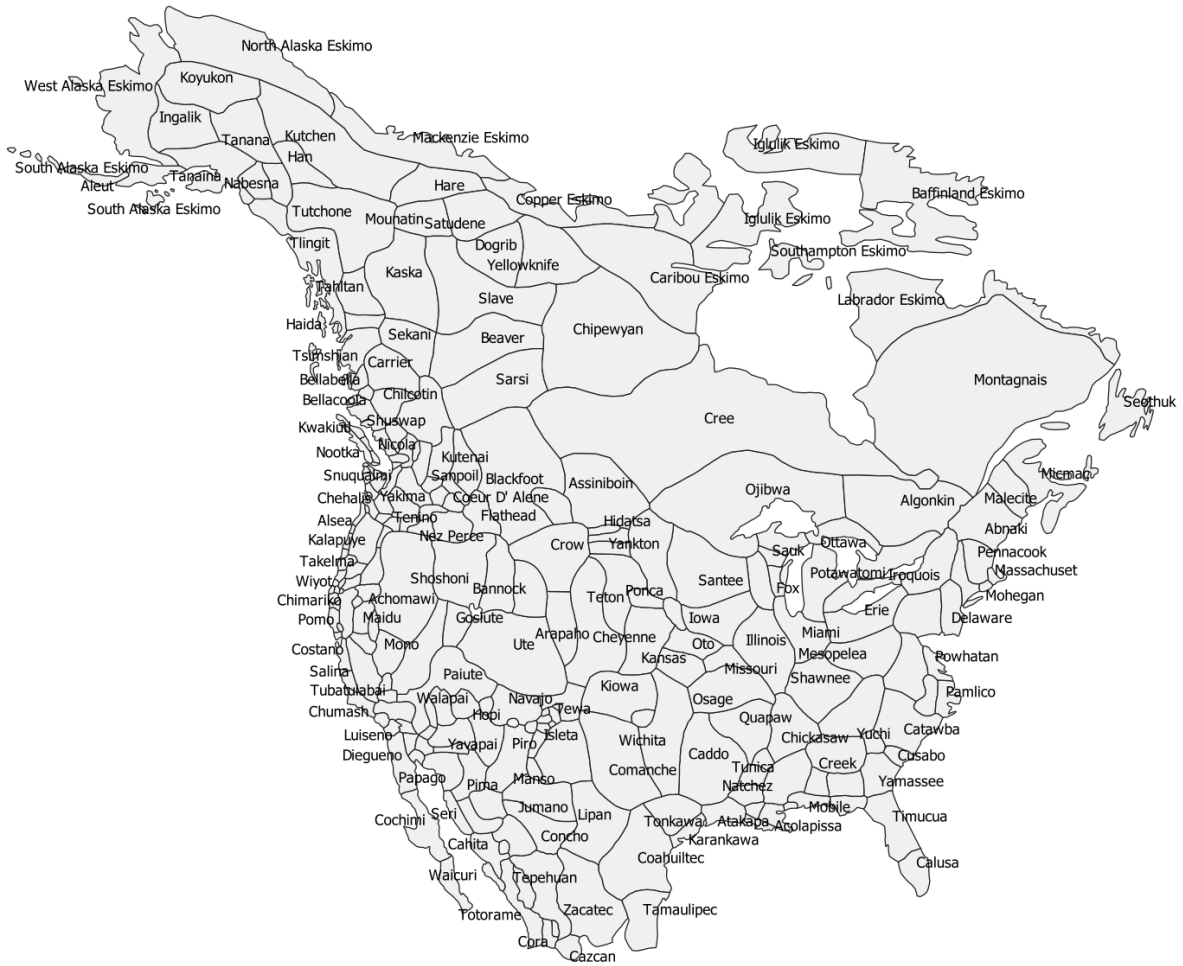 North Alaska Eskimo
Koyukon
West Alaska Eskimo
Ingalik
Tanana
Kutchen
Mackenzie Eskimo
Iglulik Eskimo
Han
South Alaska Eskimo
Tanaina
Nabesna
Aleut
Hare
Baffinland Eskimo
Copper Eskimo
South Alaska Eskimo
Tutchone
Mounatin
Satudene
Iglulik Eskimo
Tlingit
Dogrib
Southampton Eskimo
Yellowknife
Kaska
Caribou Eskimo
Tahltan
Slave
Labrador Eskimo
Haida
Chipewyan
Sekani
Beaver
Tsimshian
Carrier
Bellabella
Sarsi
Montagnais
Chilcotin
Bellacoola
Seothuk
Shuswap
Cree
Kwakiutl
Nicola
Nootka
Kutenai
Snuqualmi
Sanpoil
Blackfoot
Micmac
Assiniboin
Ojibwa
Chehalis
Yakima
Coeur D' Alene
Algonkin
Malecite
Alsea
Tenino
Flathead
Hidatsa
Abnaki
Kalapuye
Nez Perce
Crow
Yankton
Ottawa
Sauk
Pennacook
Takelma
Massachuset
Wiyot
Shoshoni
Bannock
Santee
Potawatomi
Iroquois
Fox
Teton
Ponca
Mohegan
Chimariko
Achomawi
Pomo
Maidu
Goslute
Iowa
Erie
Delaware
Arapaho
Cheyenne
Miami
Costano
Mono
Ute
Oto
Illinois
Mesopelea
Powhatan
Kansas
Salina
Paiute
Missouri
Shawnee
Tubatulabai
Walapai
Navajo
Kiowa
Osage
Pamlico
Chumash
Hopi
Tewa
Quapaw
Luiseno
Isleta
Chickasaw
Yuchi
Catawba
Yavapai
Piro
Wichita
Diegueno
Caddo
Cusabo
Papago
Comanche
Tunica
Creek
Pima
Manso
Natchez
Yamassee
Jumano
Mobile
Cochimi
Seri
Lipan
Tonkawa
Atakapa
Acolapissa
Timucua
Concho
Karankawa
Cahita
Coahuiltec
Calusa
Waicuri
Tepehuan
Totorame
Zacatec
Tamaulipec
Cora
Cazcan